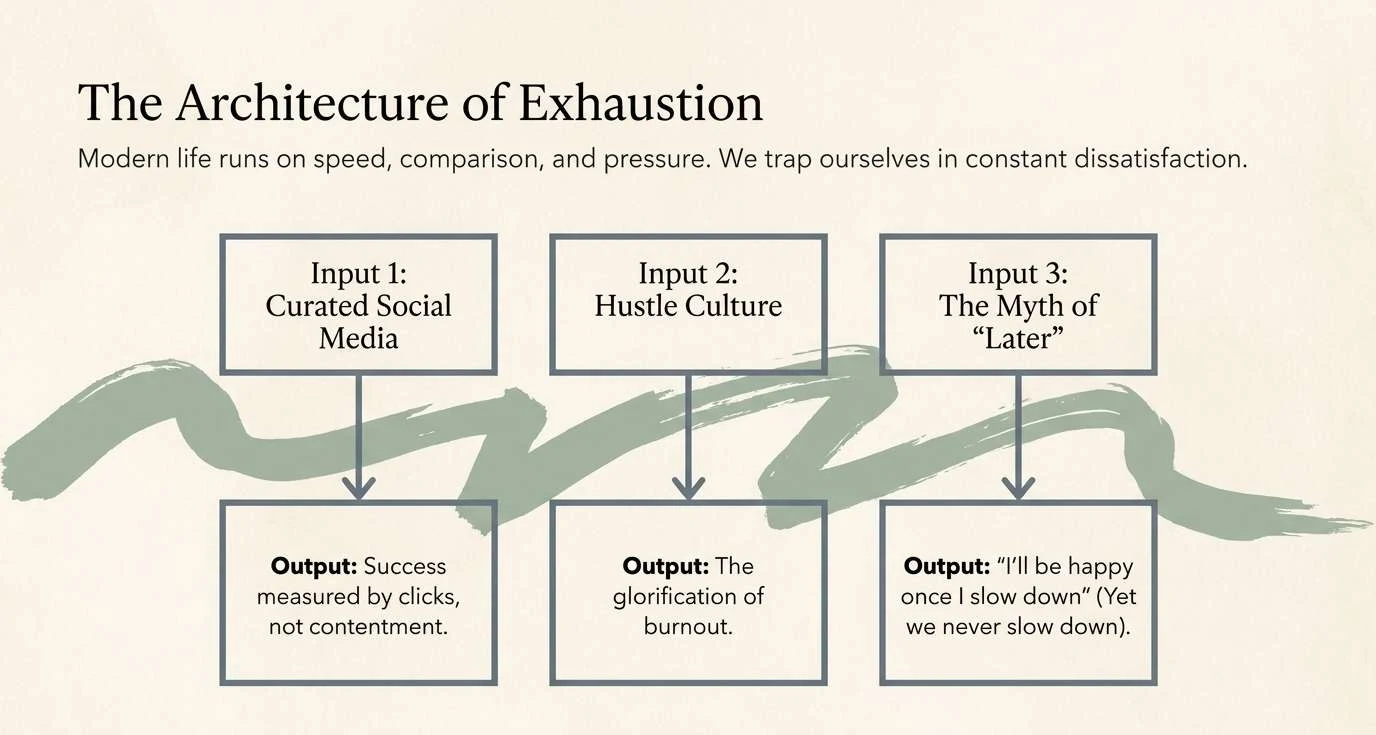 The Architecture of Exhaustion
Modern life runs on speed, comparison, and pressure. We trap ourselves in constant dissatisfaction.
Input 1:
Curated Social
Media
Input 2:
Hustle Culture
Input 3:
The Myth of
“Later”
Output: Success
measured by clicks,
not contentment.
Output: The
glorification of
burnout.
Output: “I’ll be happy
once I slow down” (Yet
we never slow down).